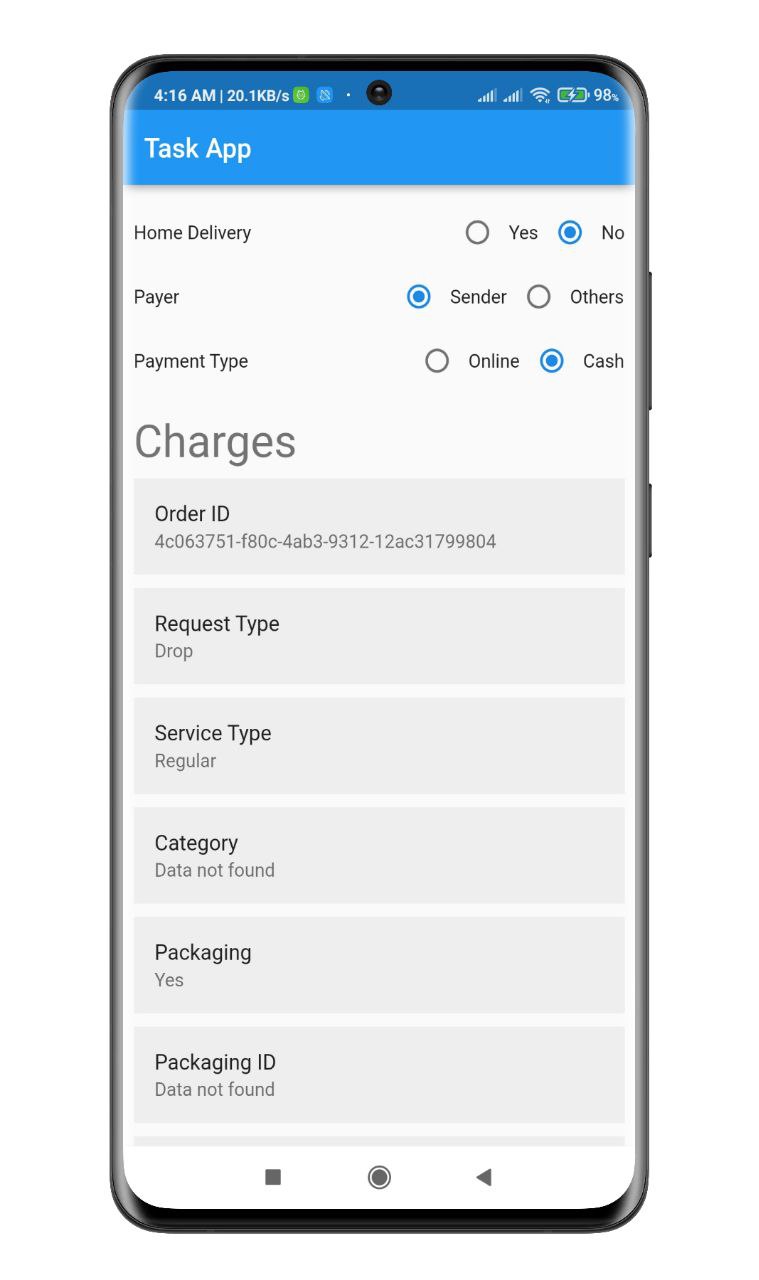 4:16 AM | 20.1KB/s 98%
Task App
Home Delivery Yes No
Payer Sender Others
Payment Type Online Cash
Charges
Order ID
4c063751-f80c-4ab3-9312-12ac31799804
Request Type
Drop
Service Type
Regular
Category
Data not found
Packaging
Yes
Packaging ID
Data not found